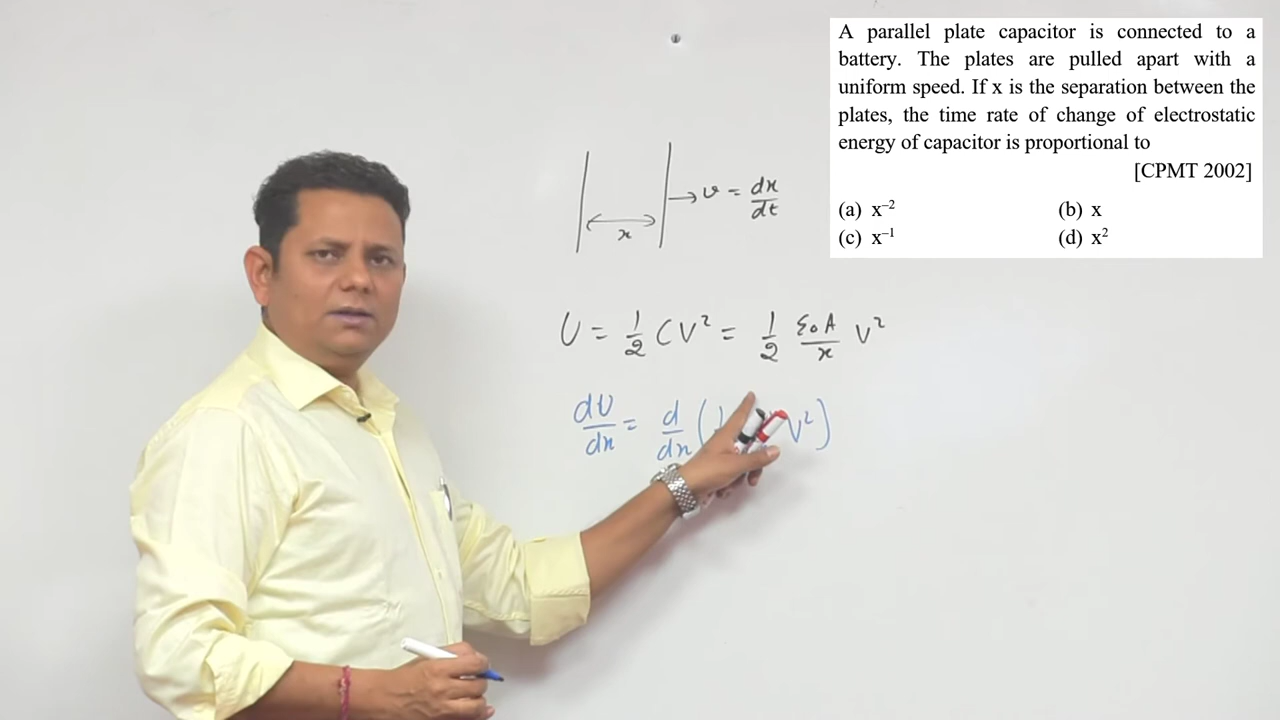 A parallel plate capacitor is connected to a
battery. The plates are pulled apart with a
uniform speed. If x is the separation between the
plates, the time rate of change of electrostatic
energy of capacitor is proportional to
[CPMT 2002]
(a) x⁻² (b) x
(c) x⁻¹ (d) x²
→ v = dx/dt
x
U = 1/2 CV² = 1/2 ε₀A/x V²
dU/dx = d/dx ( V²)